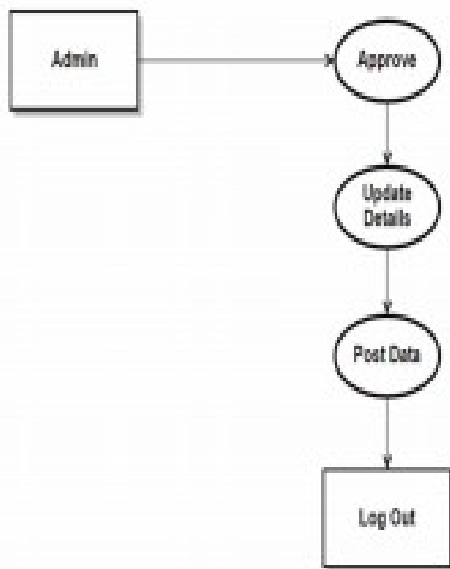 Admin
Approve
Update
Details
Post Data
Log Out